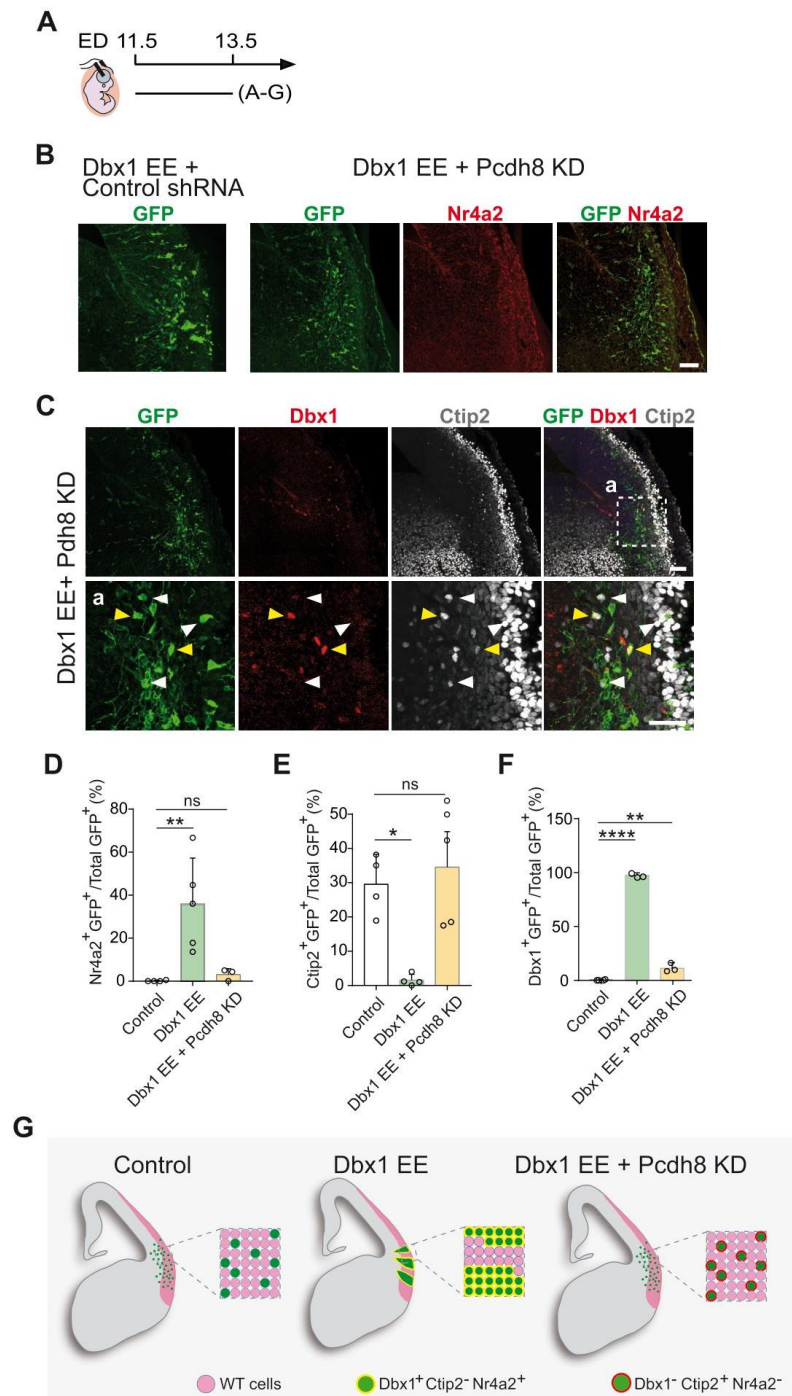 A
ED 11.5 13.5
(A-G)
B
Dbx1 EE +
Control shRNA
Dbx1 EE + Pcdh8 KD
GFP GFP Nr4a2 GFP Nr4a2
C
GFP Dbx1 Ctip2 GFP Dbx1 Ctip2
Dbx1 EE+ Pdh8 KD
a
a
D
Nr4a2+GFP+/Total GFP+ (%)
80
60
40
20
0
ns
**
Control
Dbx1 EE
Dbx1 EE + Pcdh8 KD
E
Ctip2+GFP+/Total GFP+ (%)
50
40
30
20
10
0
ns
*
Control
Dbx1 EE
Dbx1 EE + Pcdh8 KD
F
Dbx1+GFP+/Total GFP+ (%)
150
100
50
0
**
****
Control
Dbx1 EE
Dbx1 EE + Pcdh8 KD
G
Control Dbx1 EE Dbx1 EE + Pcdh8 KD
WT cells Dbx1+ Ctip2- Nr4a2+ Dbx1- Ctip2+ Nr4a2-